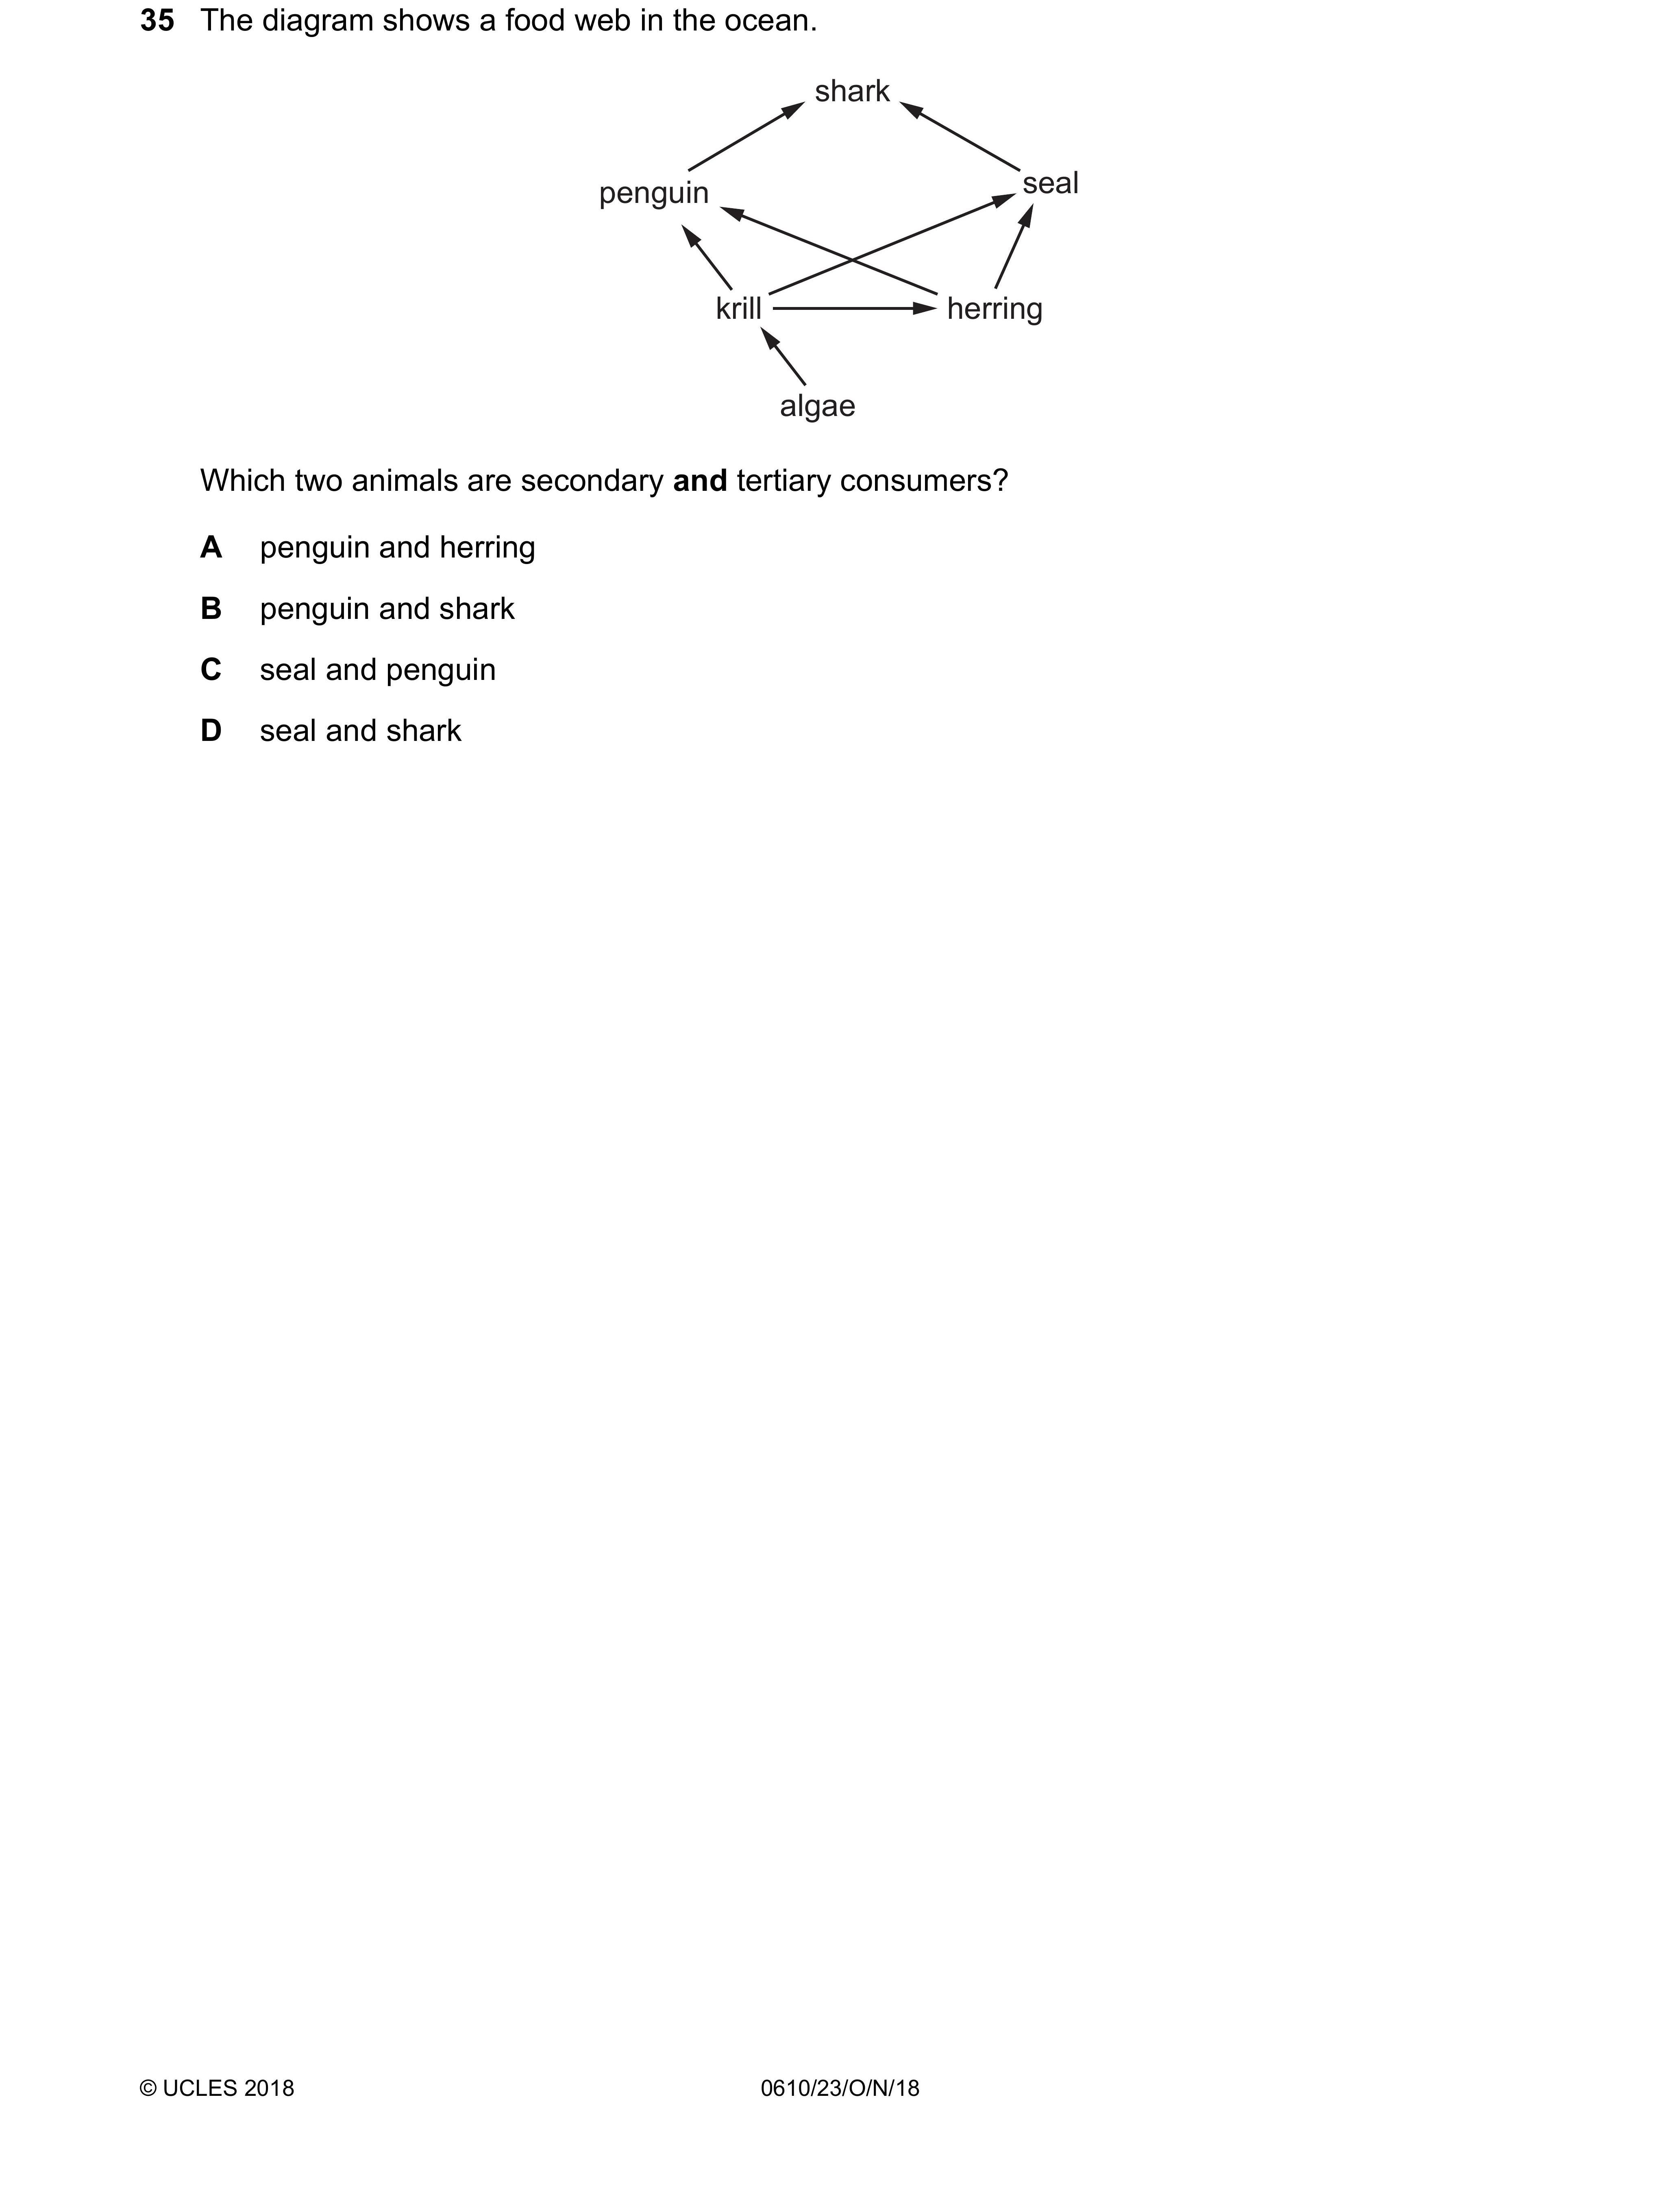 35 The diagram shows a food web in the ocean.
shark
penguin
seal
krill
herring
algae
Which two animals are secondary and tertiary consumers?
A penguin and herring
B penguin and shark
C seal and penguin
D seal and shark
© UCLES 2018
0610/23/O/N/18